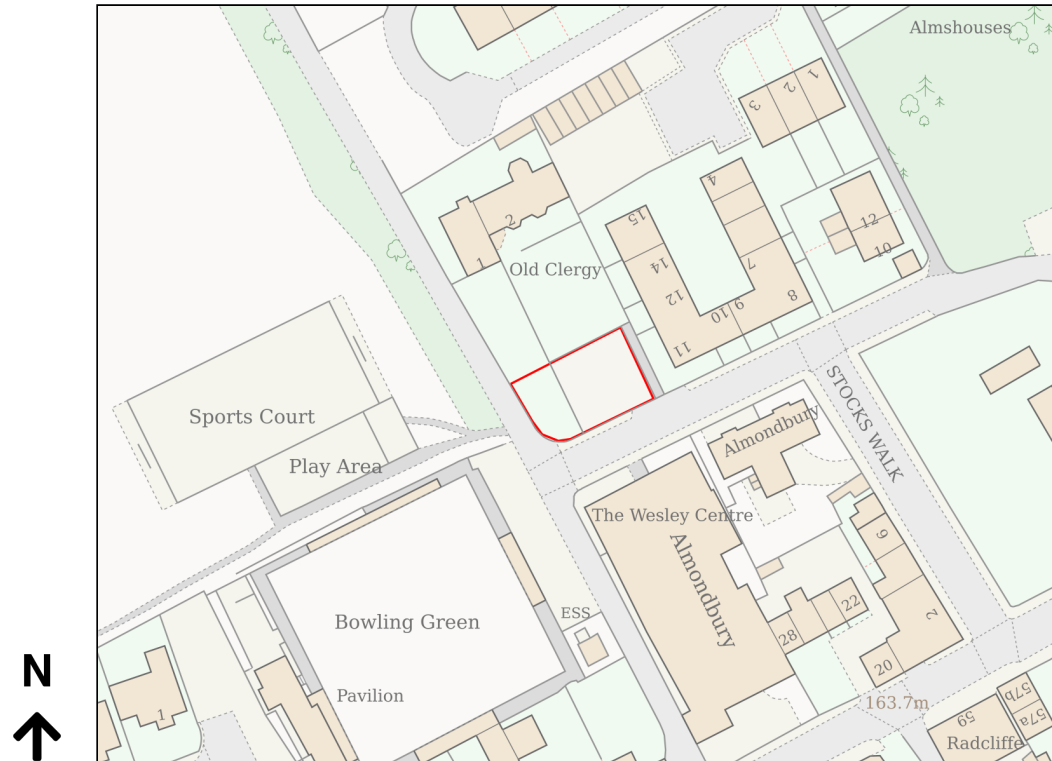 Almshouses
1
2
3
4
15
2
12
Old Clergy
1
14
7
10
12
8
9
10
11
STOCKS WALK
Sports Court
Almondbury
Play Area
The Wesley Centre
9
Almondbury
ESS
22
2
Bowling Green
28
20
57b
Pavilion
163.7m
1
59
57a
Radcliffe
N